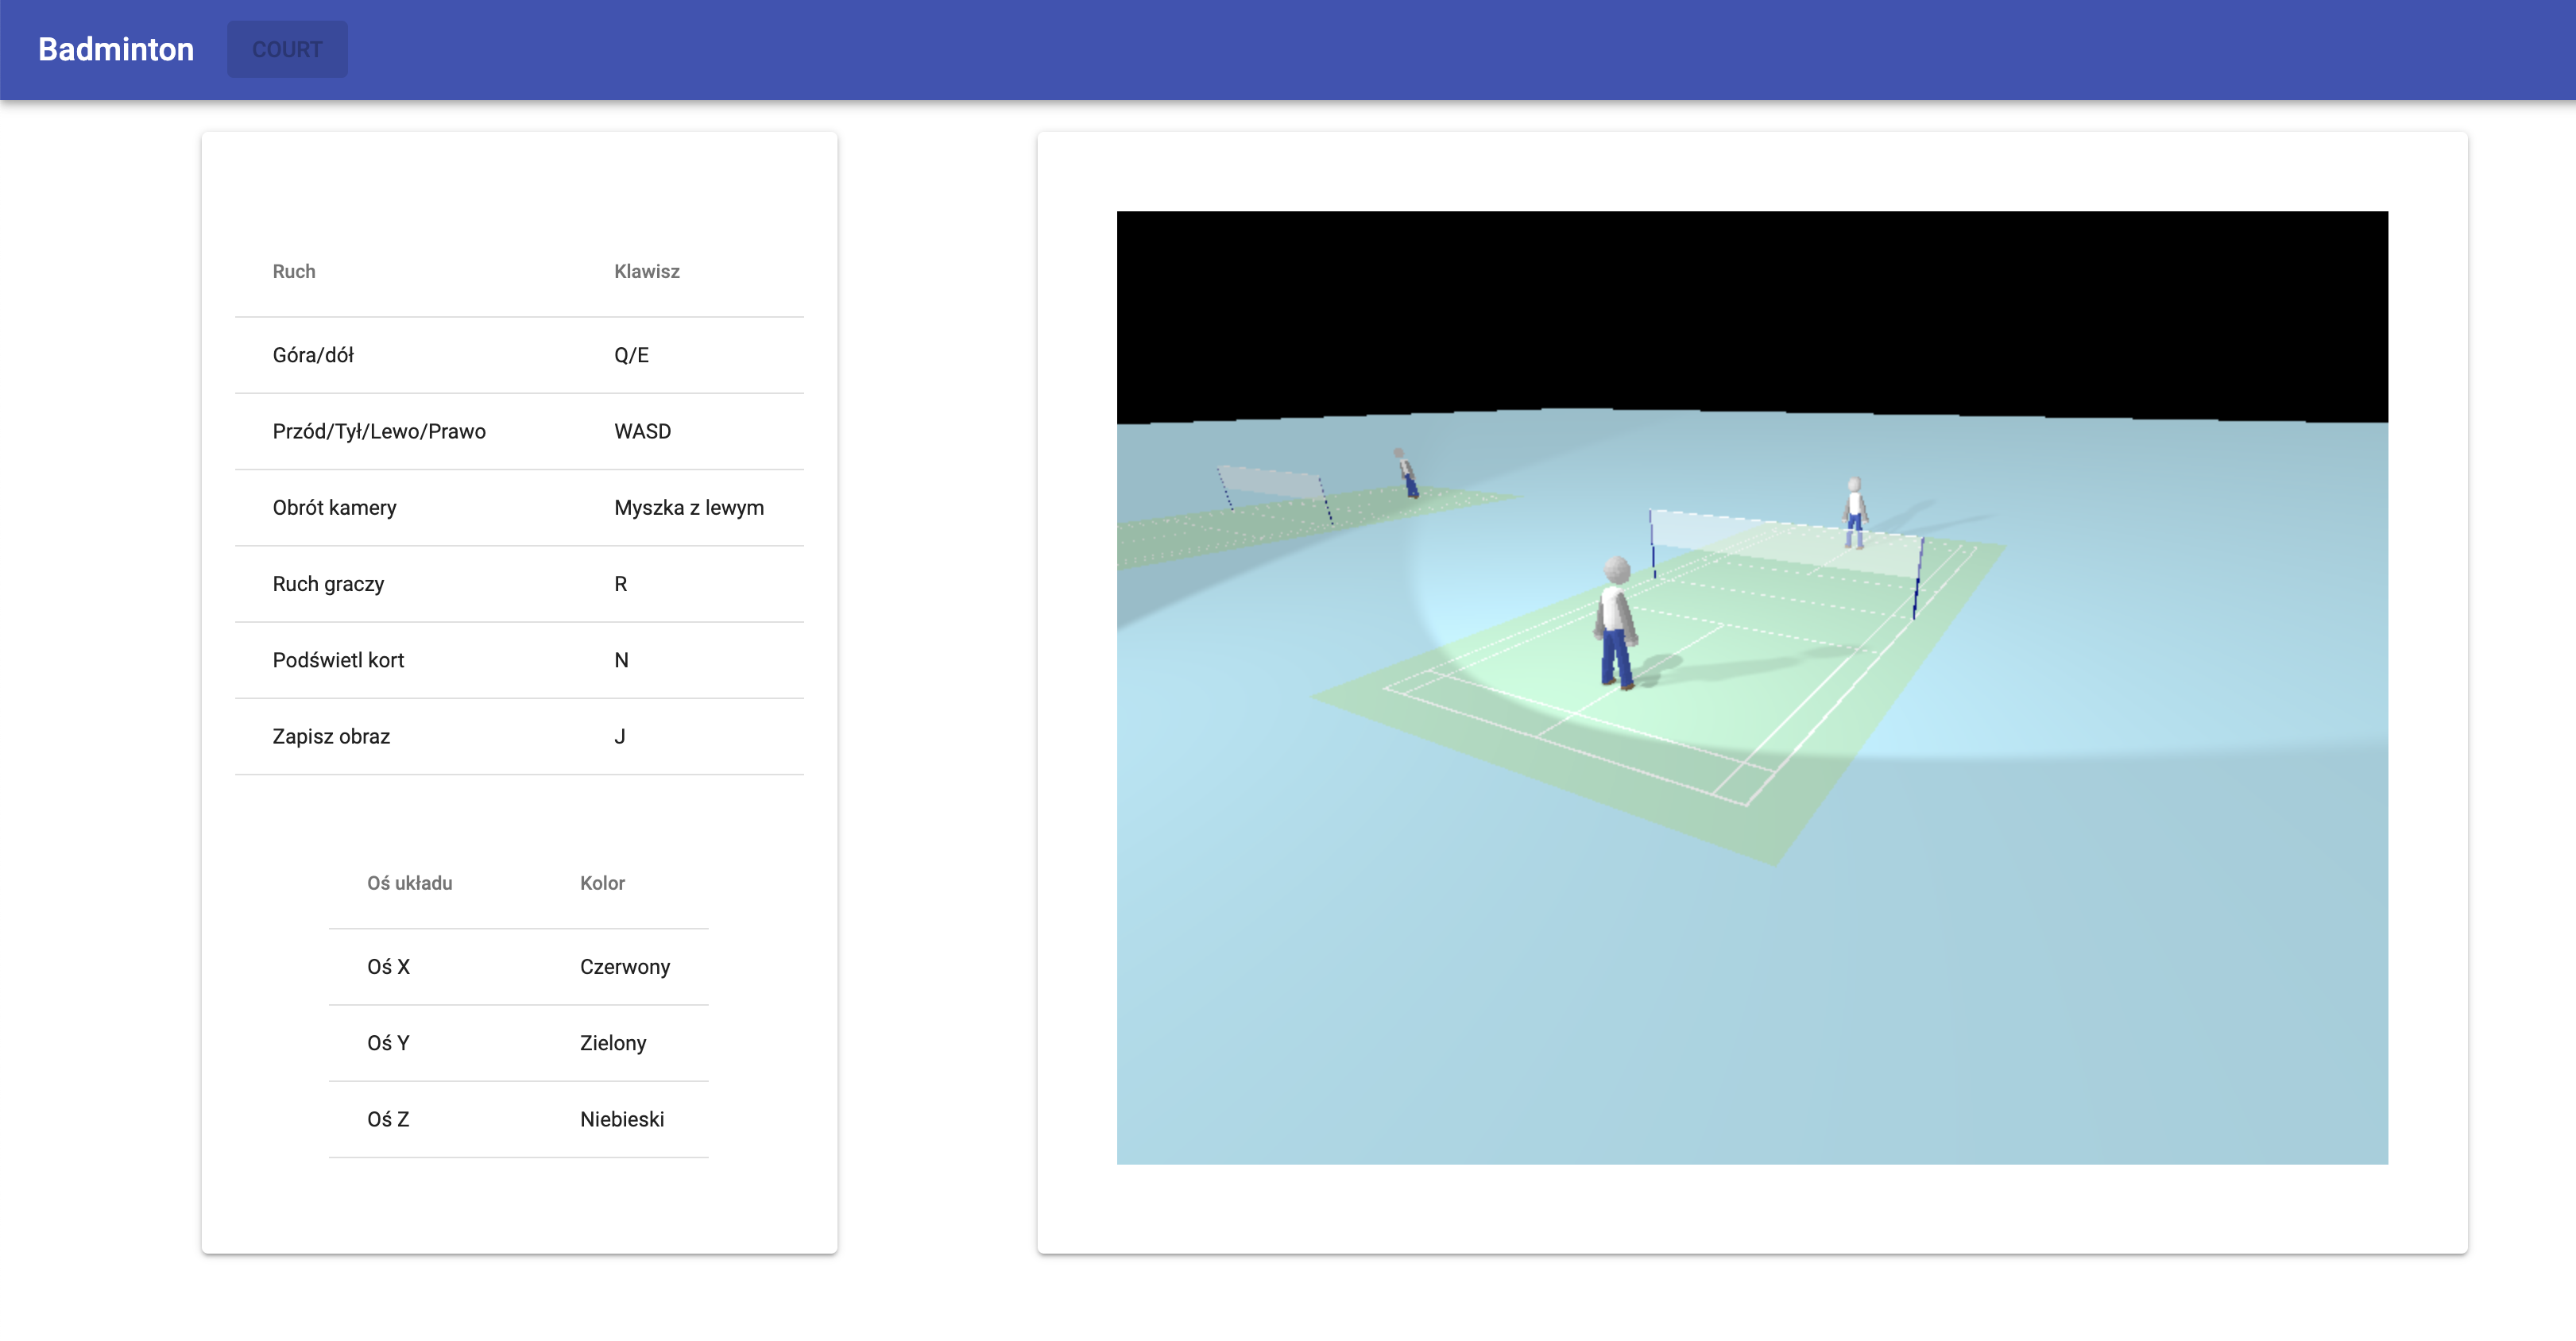 Badminton COURT
Ruch Klawisz
Góra/dół Q/E
Przód/Tył/Lewo/Prawo WASD
Obrót kamery Myszka z lewym
Ruch graczy R
Podświetl kort N
Zapisz obraz J
Oś układu Kolor
Oś X Czerwony
Oś Y Zielony
Oś Z Niebieski